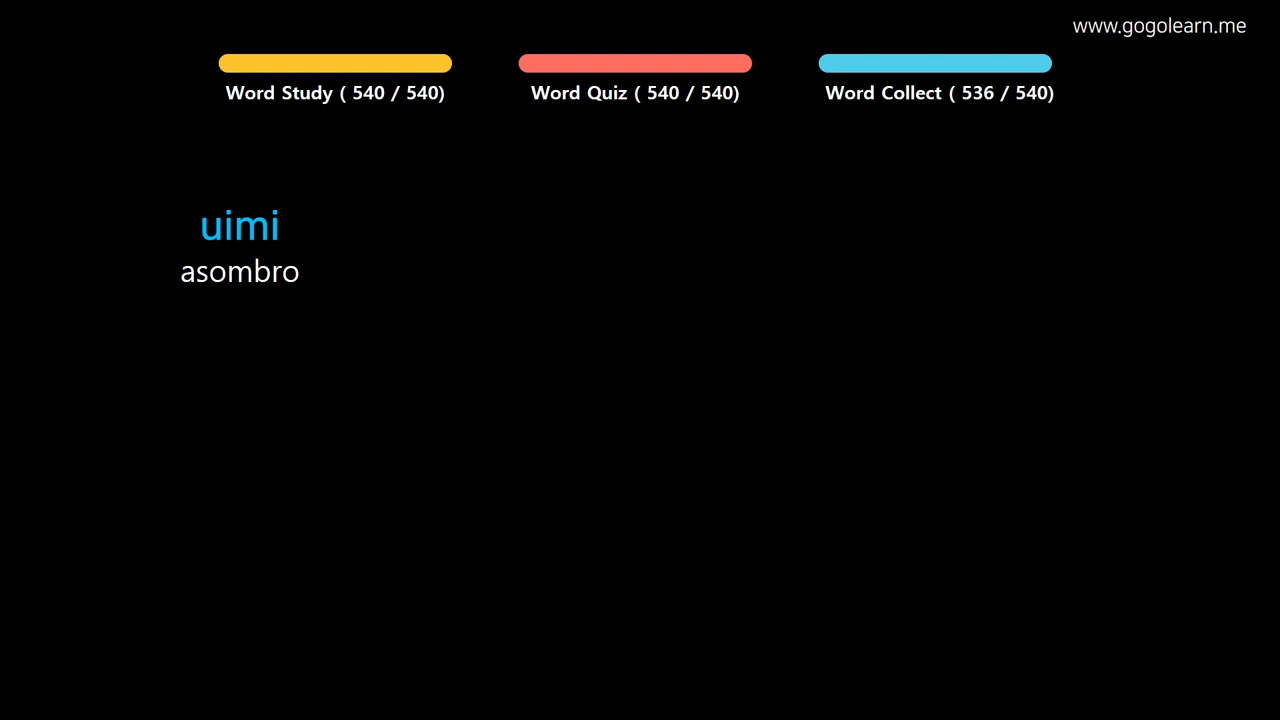 www.gogolearn.me
Word Study ( 540 / 540)
Word Quiz ( 540 / 540)
Word Collect ( 536 / 540)
uimi
asombro